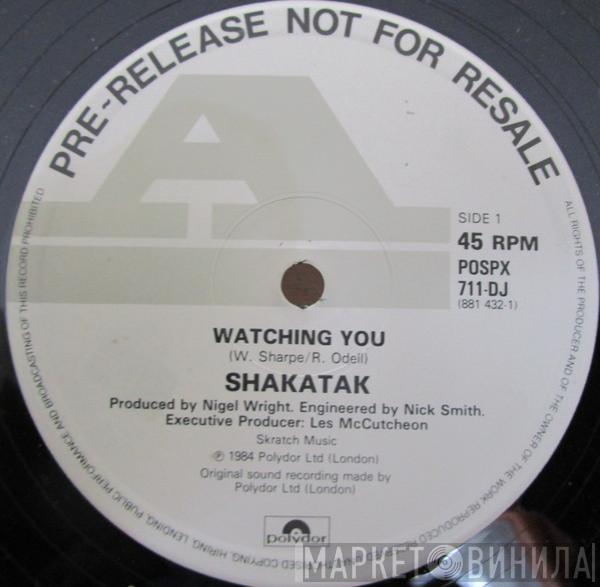 PRE-RELEASE NOT FOR RESALE
A
SIDE 1
45 RPM
POSPX
711-DJ
(881 432-1)
WATCHING YOU
(W. Sharpe/R. Odell)
SHAKATAK
Produced by Nigel Wright. Engineered by Nick Smith.
Executive Producer: Les McCutcheon
Skratch Music
℗ 1984 Polydor Ltd (London)
Original sound recording made by
Polydor Ltd (London)
polydor
ALL RIGHTS OF THE PRODUCER AND OF THE OWNER OF THE WORK REPRODUCED RESERVED. UNAUTHORISED COPYING, HIRING, LENDING, PUBLIC PERFORMANCE AND BROADCASTING OF THIS RECORD PROHIBITED
МАРКЕТ ВИНИЛА!